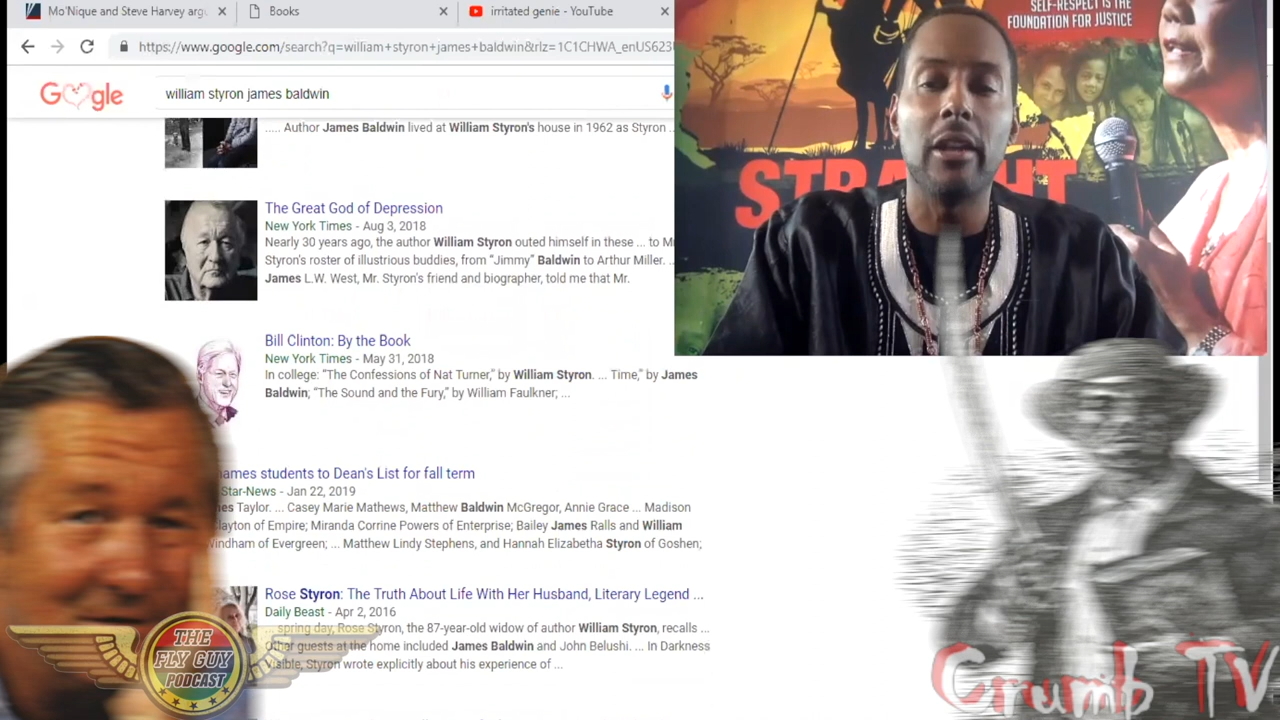 Mo'Nique and Steve Harvey argu
Books
irritated genie - YouTube
https://www.google.com/search?q=william+styron+james+baldwin&rlz=1C1CHWA_enUS623U
SELF-RESPECT IS THE
FOUNDATION FOR JUSTICE
Google
william styron james baldwin
..... Author James Baldwin lived at William Styron's house in 1962 as Styron ...
STRAIGHT
The Great God of Depression
New York Times - Aug 3, 2018
Nearly 30 years ago, the author William Styron outed himself in these ... to Mr
Styron's roster of illustrious buddies, from “Jimmy” Baldwin to Arthur Miller. ...
James L.W. West, Mr. Styron's friend and biographer, told me that Mr.
Bill Clinton: By the Book
New York Times - May 31, 2018
In college: “The Confessions of Nat Turner,” by William Styron. ... Time,” by James
Baldwin; “The Sound and the Fury,” by William Faulkner; ...
names students to Dean's List for fall term
Star-News - Jan 22, 2019
Taylor. ... Casey Marie Mathews, Matthew Baldwin McGregor, Annie Grace ... Madison
layton of Empire; Miranda Corrine Powers of Enterprise; Bailey James Ralls and William
of Evergreen; ... Matthew Lindy Stephens, and Hannah Elizabetha Styron of Goshen;
Rose Styron: The Truth About Life With Her Husband, Literary Legend ...
Daily Beast - Apr 2, 2016
... spring day, Rose Styron, the 87-year-old widow of author William Styron, recalls ...
Other guests at the home included James Baldwin and John Belushi. ... In Darkness
Visible, Styron wrote explicitly about his experience of ...
THE
FLY GUY
PODCAST
Crumb TV